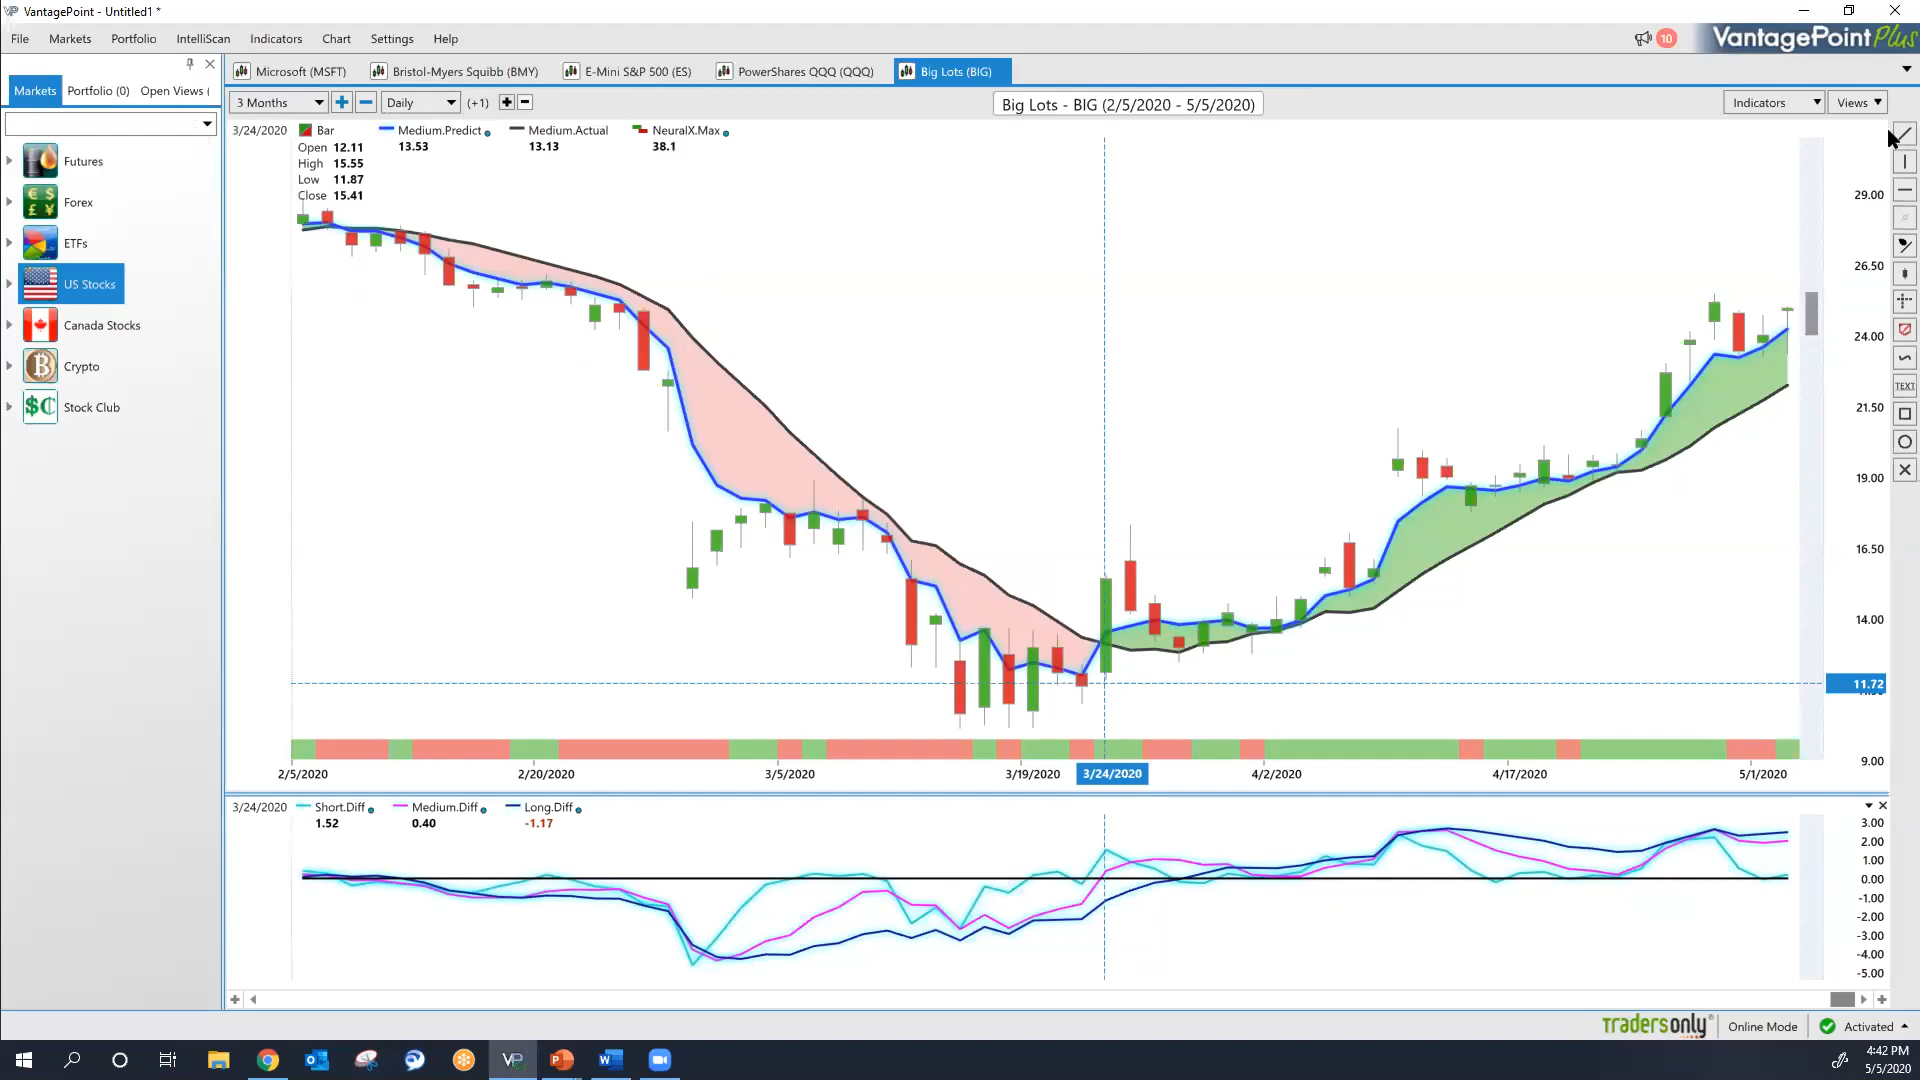 VantagePoint - Untitled1 *
File Markets Portfolio IntelliScan Indicators Chart Settings Help
10
VantagePoint Plus
Markets Portfolio (0) Open Views (
Microsoft (MSFT) Bristol-Myers Squibb (BMY) E-Mini S&P 500 (ES) PowerShares QQQ (QQQ) Big Lots (BIG)
3 Months Daily (+1) Big Lots - BIG (2/5/2020 - 5/5/2020) Indicators Views
3/24/2020 Bar Medium.Predict Medium.Actual NeuralX.Max
Open 12.11 13.53 13.13 38.1
High 15.55
Low 11.87
Close 15.41
Futures
Forex
ETFs
US Stocks
Canada Stocks
Crypto
Stock Club
29.00
26.50
24.00
21.50
19.00
16.50
14.00
11.72
9.00
TEXT
2/5/2020 2/20/2020 3/5/2020 3/19/2020 3/24/2020 4/2/2020 4/17/2020 5/1/2020
3/24/2020 Short.Diff Medium.Diff Long.Diff
1.52 0.40 -1.17
3.00
2.00
1.00
0.00
-1.00
-2.00
-3.00
-4.00
-5.00
tradersonly Online Mode Activated
4:42 PM
5/5/2020